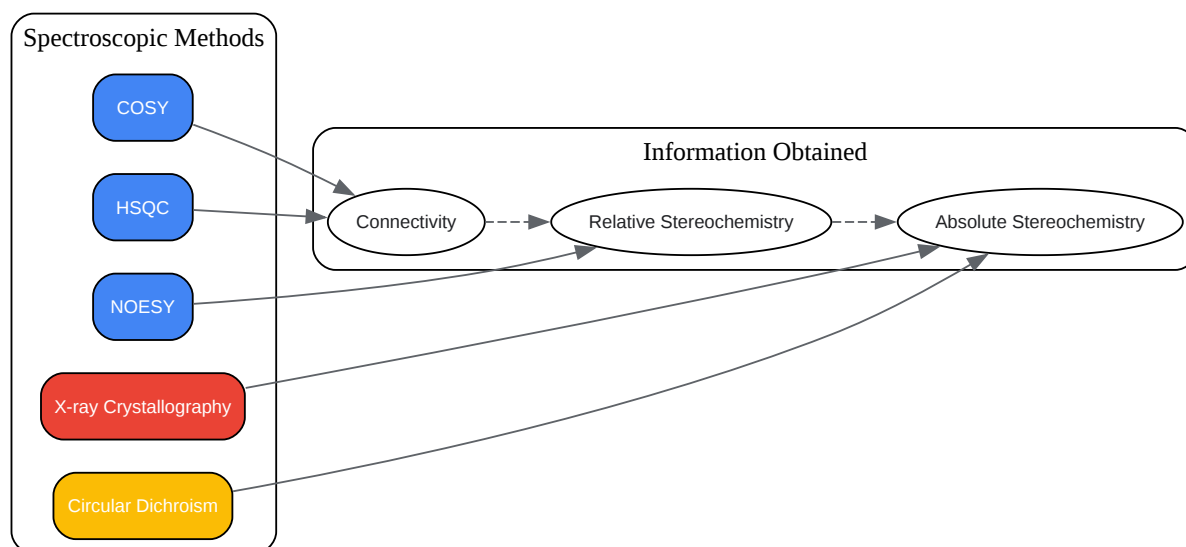 Spectroscopic Methods
COSY
HSQC
NOESY
X-ray Crystallography
Circular Dichroism
Information Obtained
Connectivity
Relative Stereochemistry
Absolute Stereochemistry